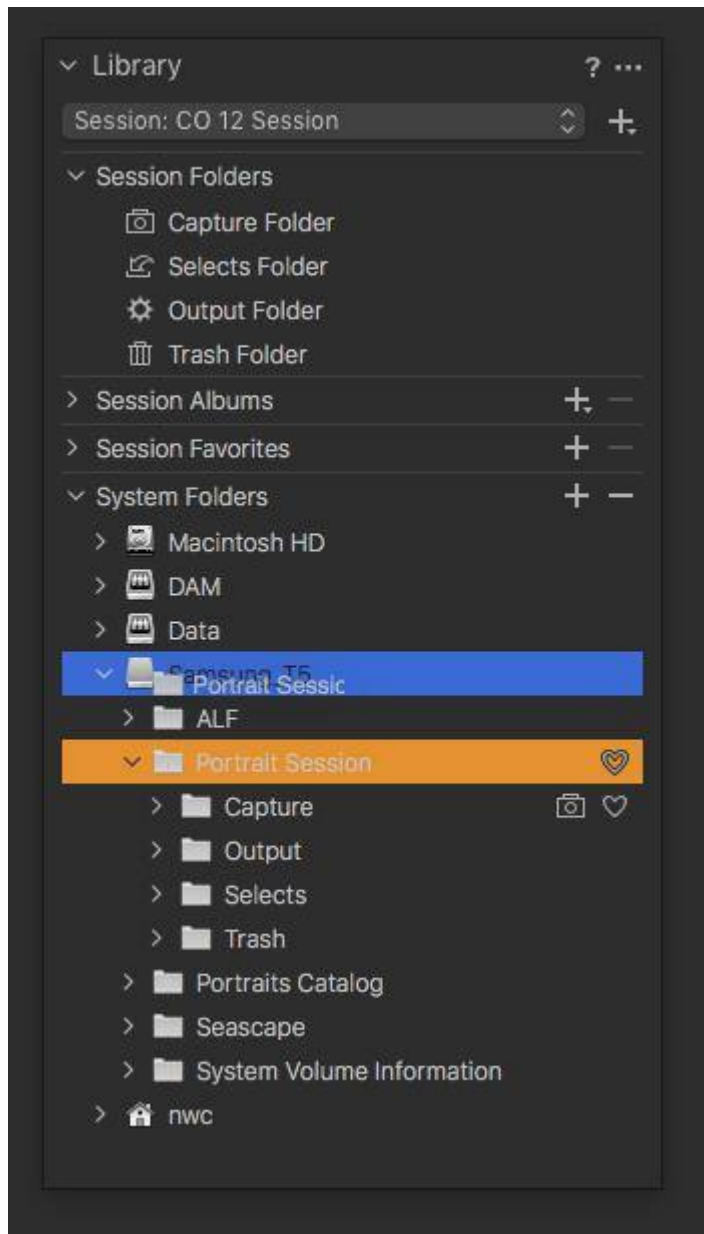 Library ? ...
Session: CO 12 Session
Session Folders
Capture Folder
Selects Folder
Output Folder
Trash Folder
Session Albums
Session Favorites
System Folders
Macintosh HD
DAM
Data
Samsung_T5
Portrait Sessic
ALF
Portrait Session
Capture
Output
Selects
Trash
Portraits Catalog
Seascape
System Volume Information
nwc